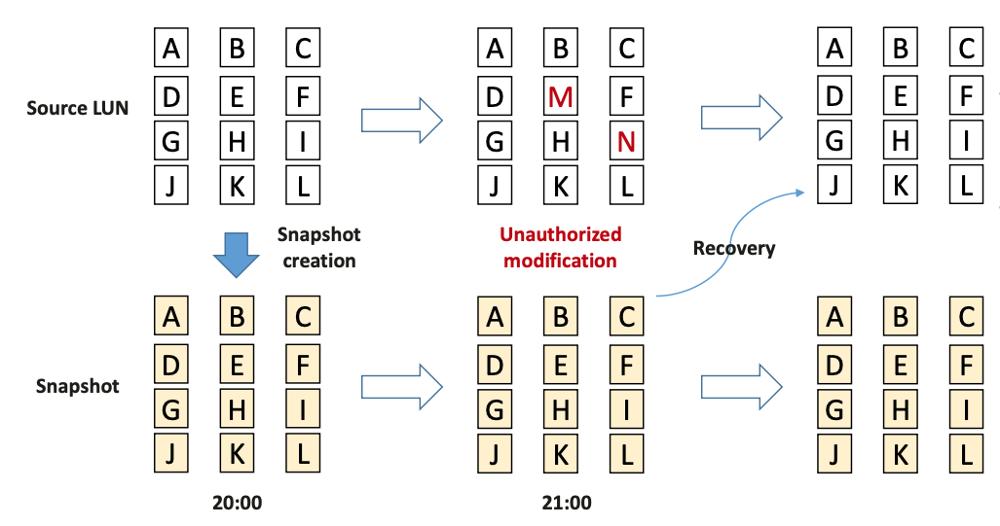 A B C A B C A B C
Source LUN D E F D M F D E F
G H I G H N G H I
J K L J K L J K L
Snapshot
creation
Unauthorized
modification
Recovery
A B C A B C A B C
D E F D E F D E F
Snapshot
G H I G H I G H I
J K L J K L J K L
20:00 21:00